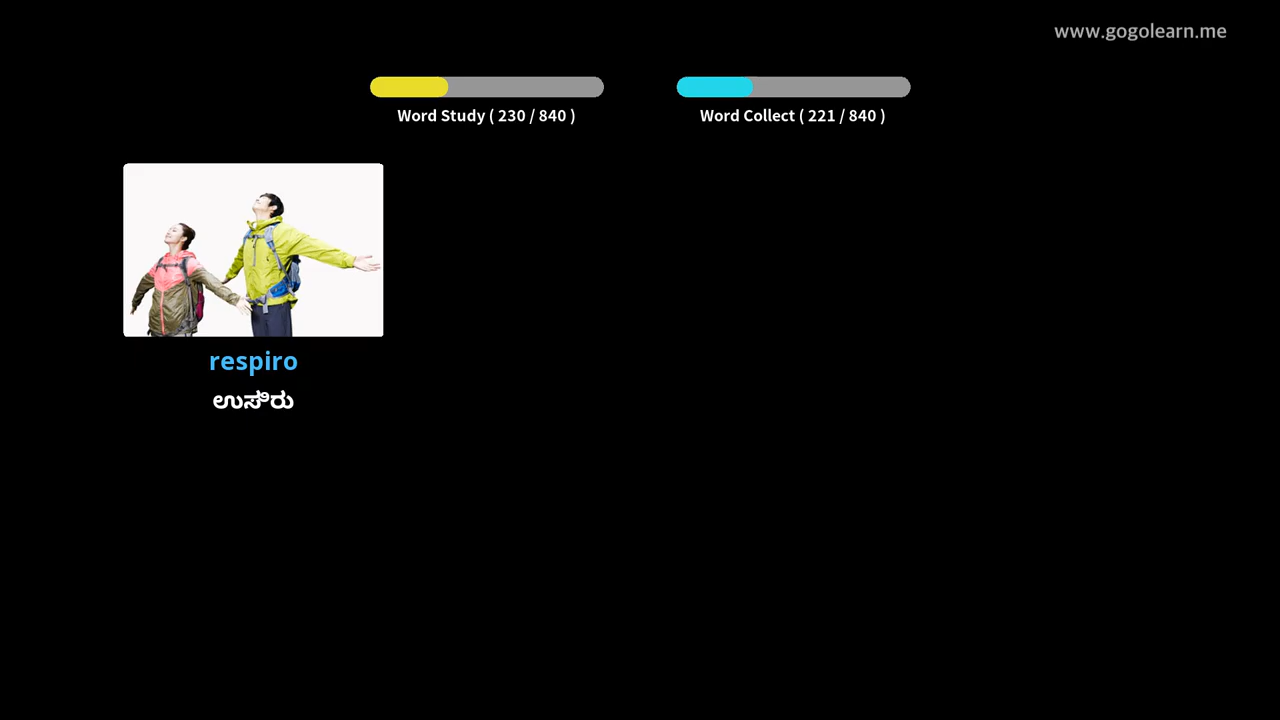 www.gogolearn.me
Word Study ( 230 / 840 )
Word Collect ( 221 / 840 )
respiro
ಉಸಿರು